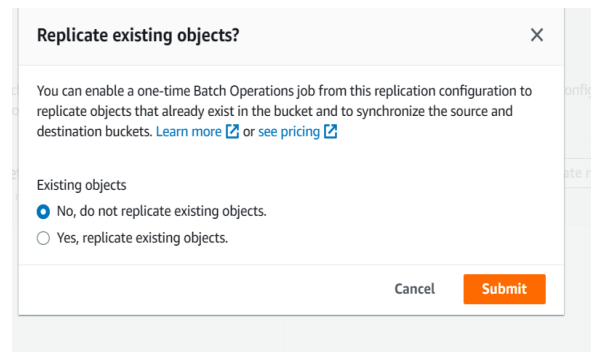 Replicate existing objects?
You can enable a one-time Batch Operations job from this replication configuration to
replicate objects that already exist in the bucket and to synchronize the source and
destination buckets. Learn more or see pricing
Existing objects
No, do not replicate existing objects.
Yes, replicate existing objects.
Cancel Submit